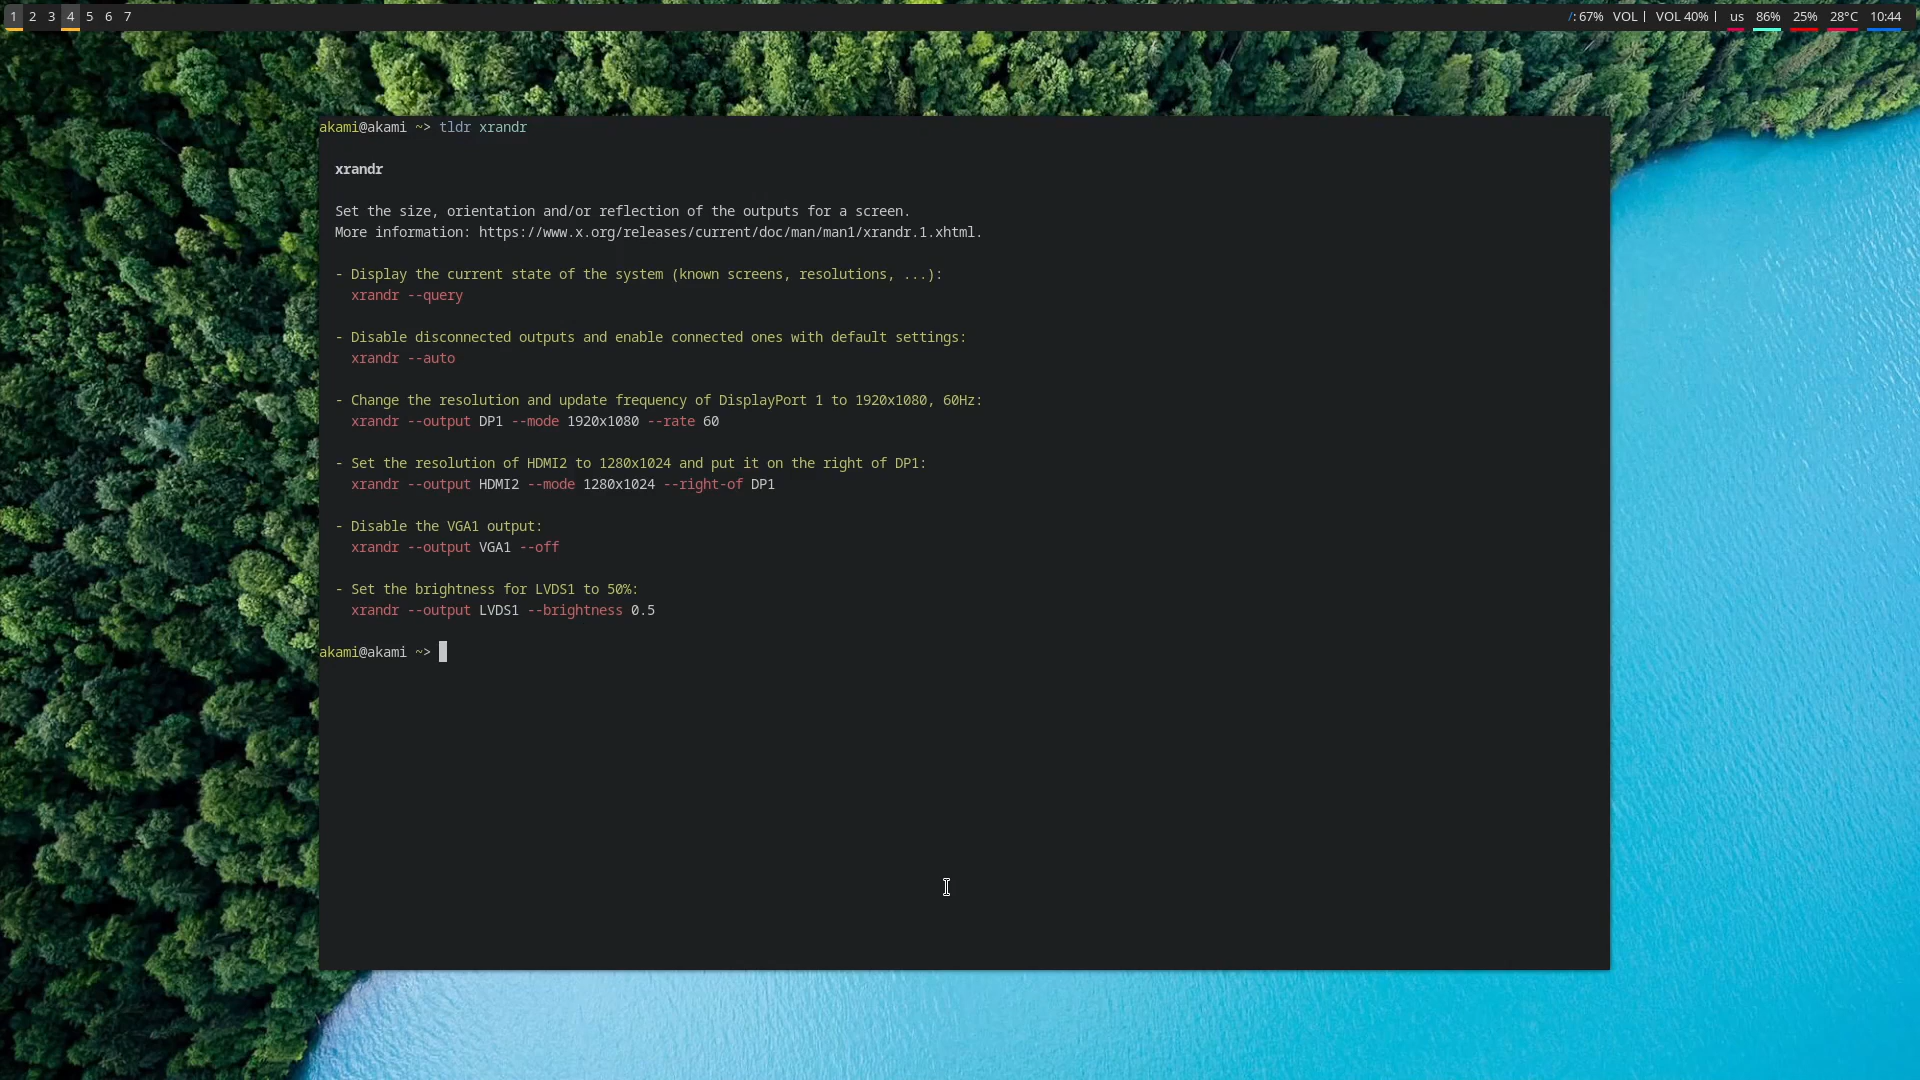 1 2 3 4 5 6 7 /: 67% VOL | VOL 40% | us 86% 25% 28°C 10:44
akami@akami ~> tldr xrandr
xrandr
Set the size, orientation and/or reflection of the outputs for a screen.
More information: https://www.x.org/releases/current/doc/man/man1/xrandr.1.xhtml.
- Display the current state of the system (known screens, resolutions, ...):
xrandr --query
- Disable disconnected outputs and enable connected ones with default settings:
xrandr --auto
- Change the resolution and update frequency of DisplayPort 1 to 1920x1080, 60Hz:
xrandr --output DP1 --mode 1920x1080 --rate 60
- Set the resolution of HDMI2 to 1280x1024 and put it on the right of DP1:
xrandr --output HDMI2 --mode 1280x1024 --right-of DP1
- Disable the VGA1 output:
xrandr --output VGA1 --off
- Set the brightness for LVDS1 to 50%:
xrandr --output LVDS1 --brightness 0.5
akami@akami ~>